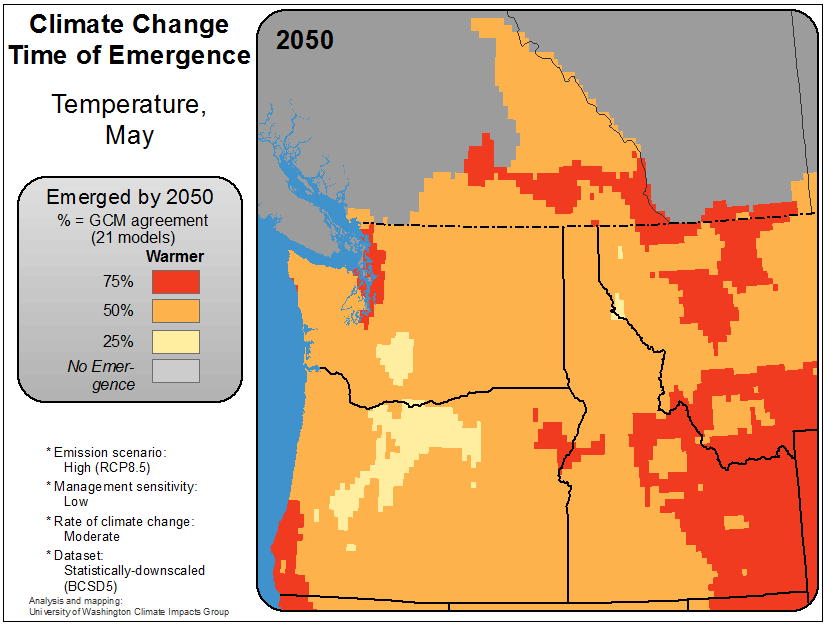 Climate Change
Time of Emergence
Temperature,
May
Emerged by 2050
% = GCM agreement
(21 models)
Warmer
75%
50%
25%
No Emer-
gence
* Emission scenario:
High (RCP8.5)
* Management sensitivity:
Low
* Rate of climate change:
Moderate
* Dataset:
Statistically-downscaled
(BCSD5)
Analysis and mapping:
University of Washington Climate Impacts Group
2050